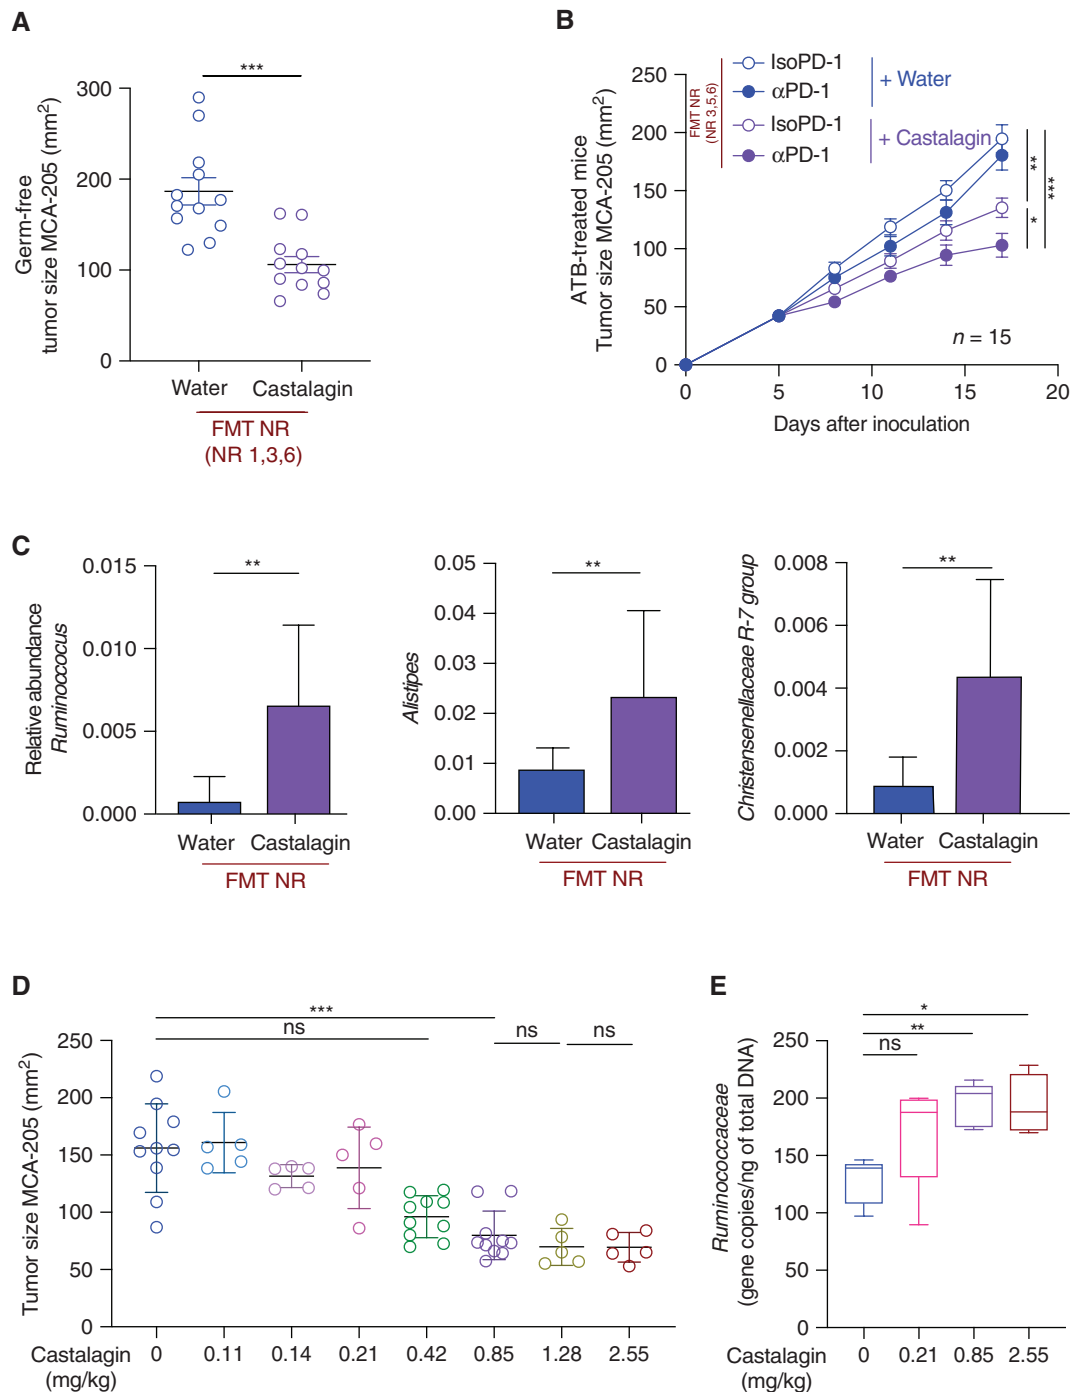 A
Germ-free
tumor size MCA-205 (mm²)
300
200
100
0
***
Water
Castalagin
FMT NR
(NR 1,3,6)
B
ATB-treated mice
Tumor size MCA-205 (mm²)
250
200
150
100
50
0
FMT NR
(NR 3,5,6)
IsoPD-1
αPD-1
+ Water
IsoPD-1
αPD-1
+ Castalagin
**
*
***
n = 15
0
5
10
15
20
Days after inoculation
C
Relative abundance
Ruminoccocus
0.015
0.010
0.005
0.000
**
Water
Castalagin
FMT NR
Alistipes
0.05
0.04
0.03
0.02
0.01
0.00
**
Water
Castalagin
FMT NR
Christensenellaceae R-7 group
0.008
0.006
0.004
0.002
0.000
**
Water
Castalagin
FMT NR
D
Tumor size MCA-205 (mm²)
250
200
150
100
50
0
***
ns
ns
ns
Castalagin
(mg/kg)
0
0.11
0.14
0.21
0.42
0.85
1.28
2.55
E
Ruminoccaceae
(gene copies/ng of total DNA)
250
200
150
100
50
0
*
**
ns
Castalagin
(mg/kg)
0
0.21
0.85
2.55